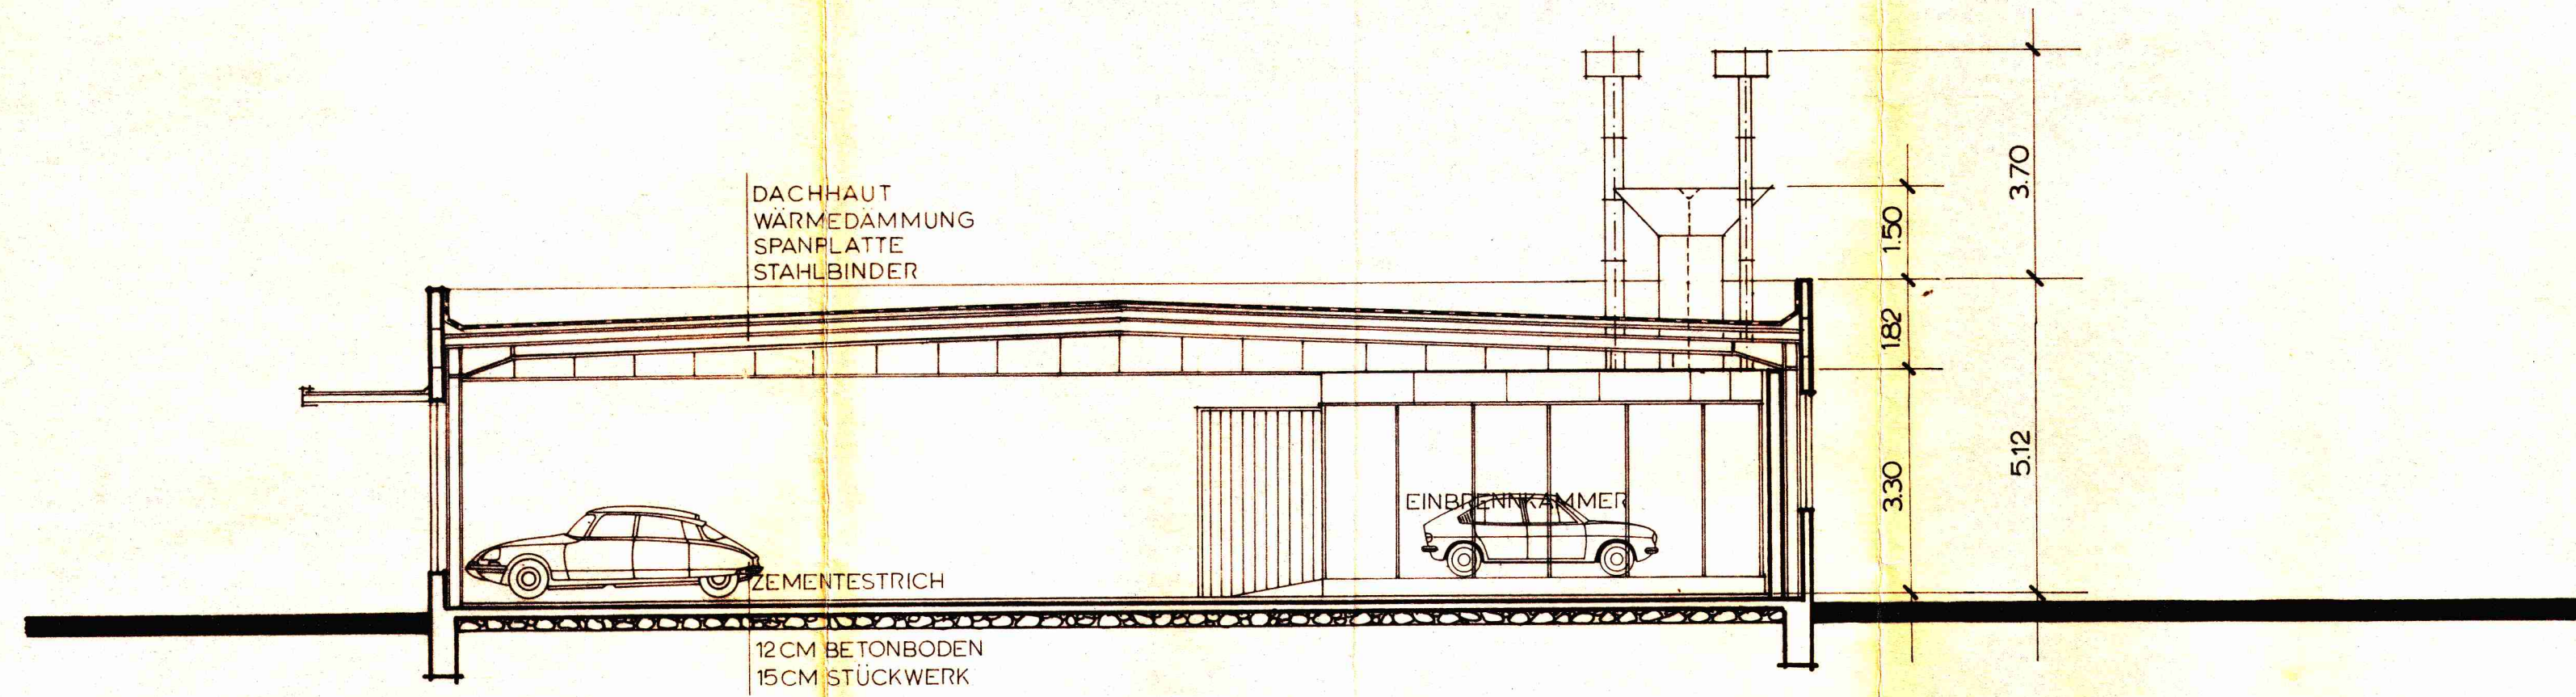 DACHHAUT
WÄRMEDÄMMUNG
SPANPLATTE
STAHLBINDER
3.70
1.50
1.82
5.12
3.30
EINBRENNKAMMER
ZEMENTESTRICH
12 CM BETONBODEN
15 CM STÜCKWERK